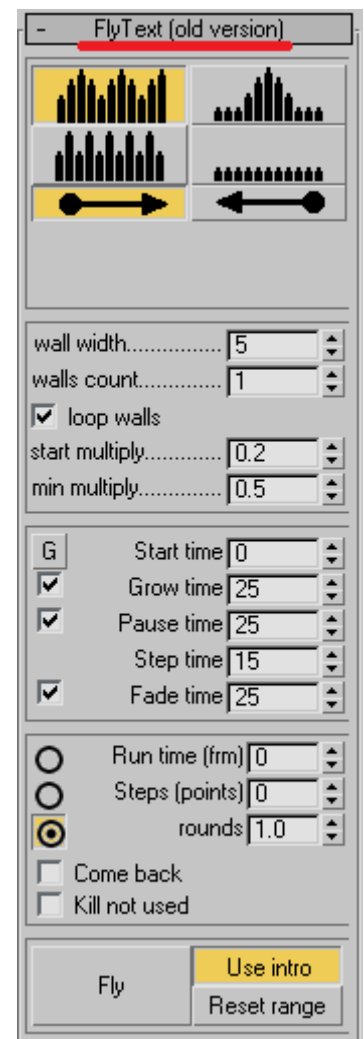 - FlyText (old version)
wall width................ 5
walls count.............. 1
loop walls
start multiply............. 0.2
min multiply.............. 0.5
G Start time 0
Grow time 25
Pause time 25
Step time 15
Fade time 25
Run time (frm) 0
Steps (points) 0
rounds 1.0
Come back
Kill not used
Fly
Use intro
Reset range